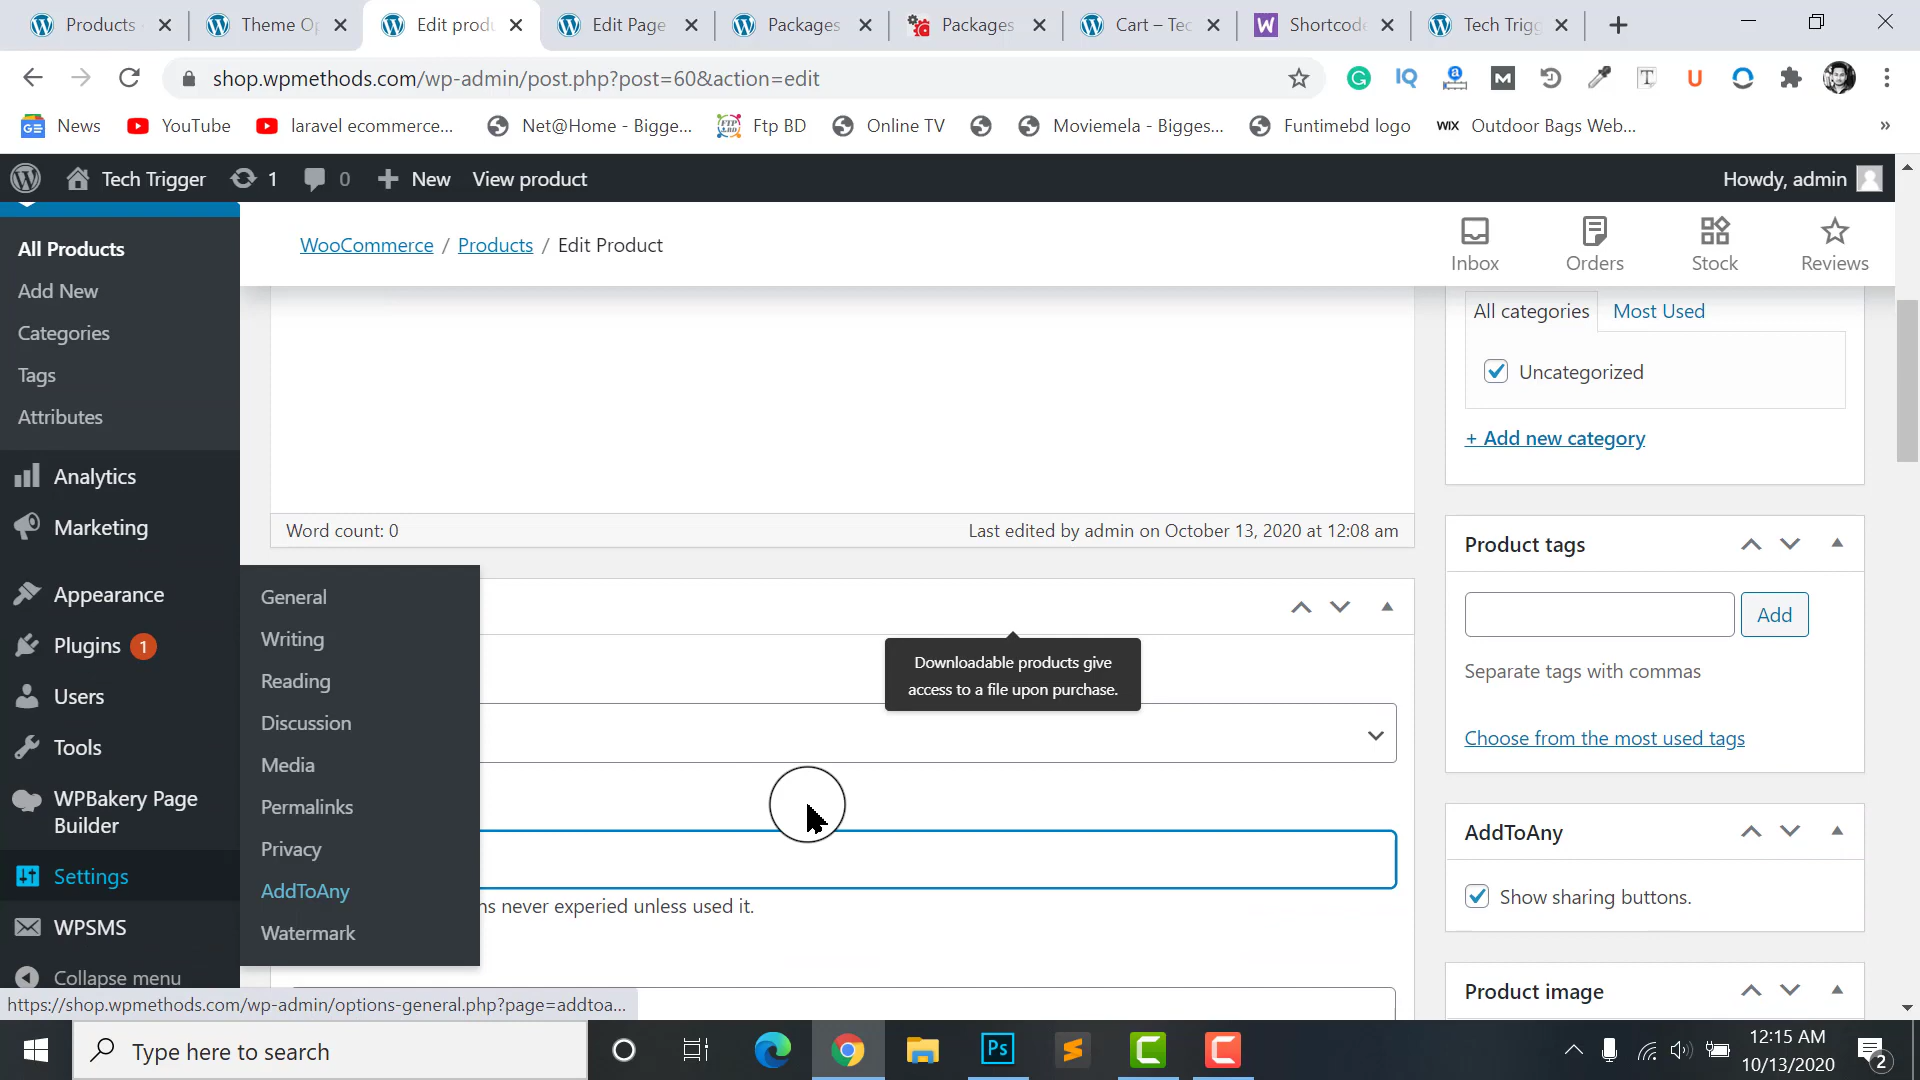 Products
Theme Op
Edit produ
Edit Page
Packages
Packages
Cart – Tec
Shortcode
Tech Trigg
shop.wpmethods.com/wp-admin/post.php?post=60&action=edit
News
YouTube
laravel ecommerce...
Net@Home - Bigge...
Ftp BD
Online TV
Moviemela - Bigges...
Funtimebd logo
WIX Outdoor Bags Web...
Tech Trigger
1
0
New
View product
Howdy, admin
All Products
Add New
Categories
Tags
Attributes
Analytics
Marketing
Appearance
Plugins 1
Users
Tools
WPBakery Page
Builder
Settings
WPSMS
Collapse menu
General
Writing
Reading
Discussion
Media
Permalinks
Privacy
AddToAny
Watermark
WooCommerce / Products / Edit Product
Inbox
Orders
Stock
Reviews
Word count: 0
Last edited by admin on October 13, 2020 at 12:08 am
Downloadable products give
access to a file upon purchase.
ns never experied unless used it.
All categories
Most Used
Uncategorized
+ Add new category
Product tags
Add
Separate tags with commas
Choose from the most used tags
AddToAny
Show sharing buttons.
Product image
https://shop.wpmethods.com/wp-admin/options-general.php?page=addtoa...
Type here to search
Ps
12:15 AM
10/13/2020
2